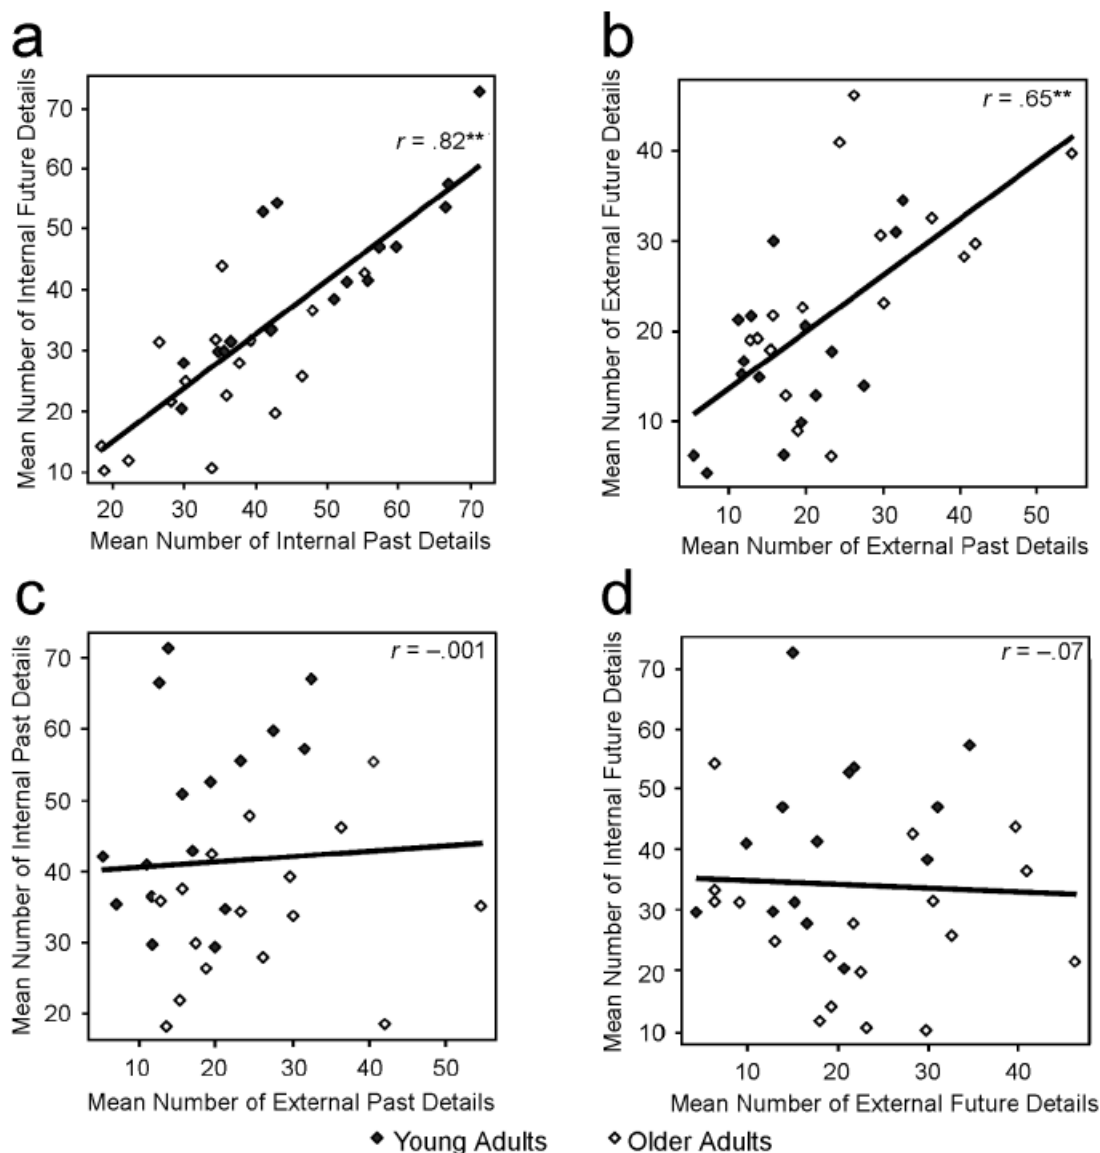 a
Mean Number of Internal Future Details
70
60
50
40
30
20
10
r = .82**
20 30 40 50 60 70
Mean Number of Internal Past Details
b
Mean Number of External Future Details
40
30
20
10
r = .65**
10 20 30 40 50
Mean Number of External Past Details
c
Mean Number of Internal Past Details
70
60
50
40
30
20
r = –.001
10 20 30 40 50
Mean Number of External Past Details
d
Mean Number of Internal Future Details
70
60
50
40
30
20
10
r = –.07
10 20 30 40
Mean Number of External Future Details
Young Adults
Older Adults